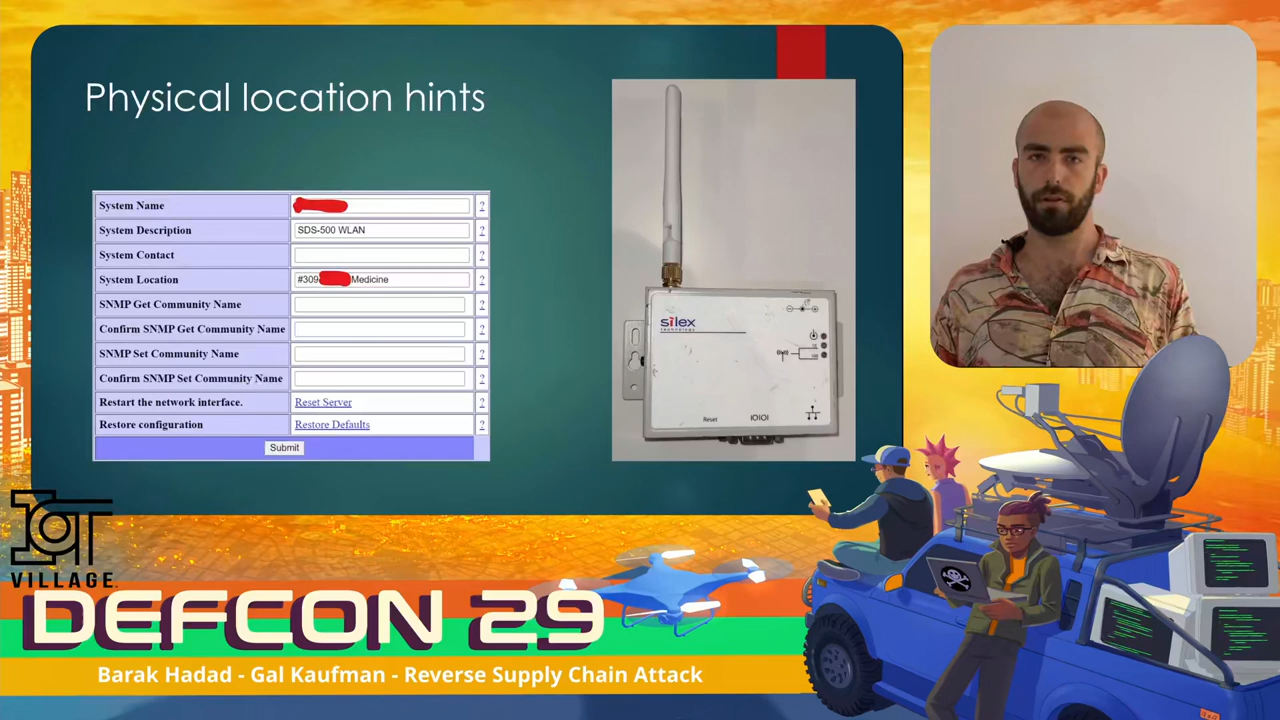 Physical location hints
System Name ?
System Description SDS-500 WLAN ?
System Contact ?
System Location #309 Medicine ?
SNMP Get Community Name ?
Confirm SNMP Get Community Name ?
SNMP Set Community Name ?
Confirm SNMP Set Community Name ?
Restart the network interface. Reset Server ?
Restore configuration Restore Defaults ?
Submit
silex
technology
Reset IOIOI
IOT
VILLAGE
DEFCON 29
Barak Hadad - Gal Kaufman - Reverse Supply Chain Attack